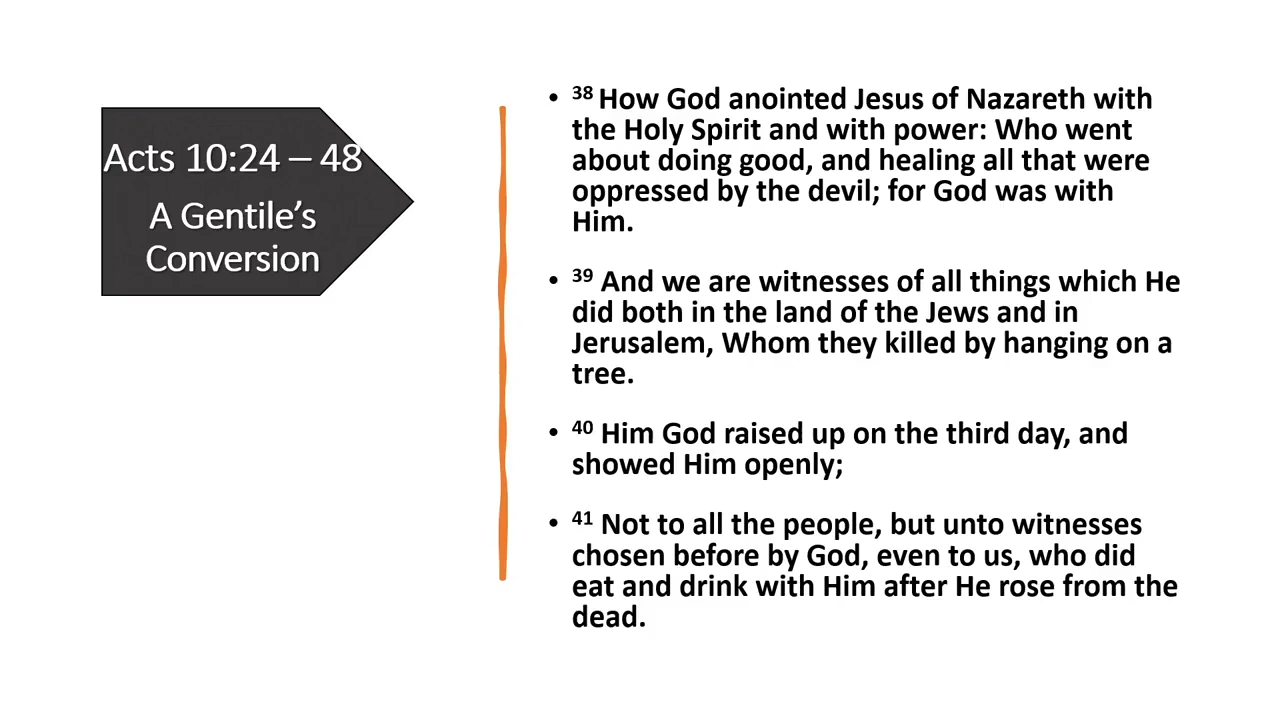 Acts 10:24 – 48
A Gentile’s
Conversion
• 38 How God anointed Jesus of Nazareth with
the Holy Spirit and with power: Who went
about doing good, and healing all that were
oppressed by the devil; for God was with
Him.
• 39 And we are witnesses of all things which He
did both in the land of the Jews and in
Jerusalem, Whom they killed by hanging on a
tree.
• 40 Him God raised up on the third day, and
showed Him openly;
• 41 Not to all the people, but unto witnesses
chosen before by God, even to us, who did
eat and drink with Him after He rose from the
dead.